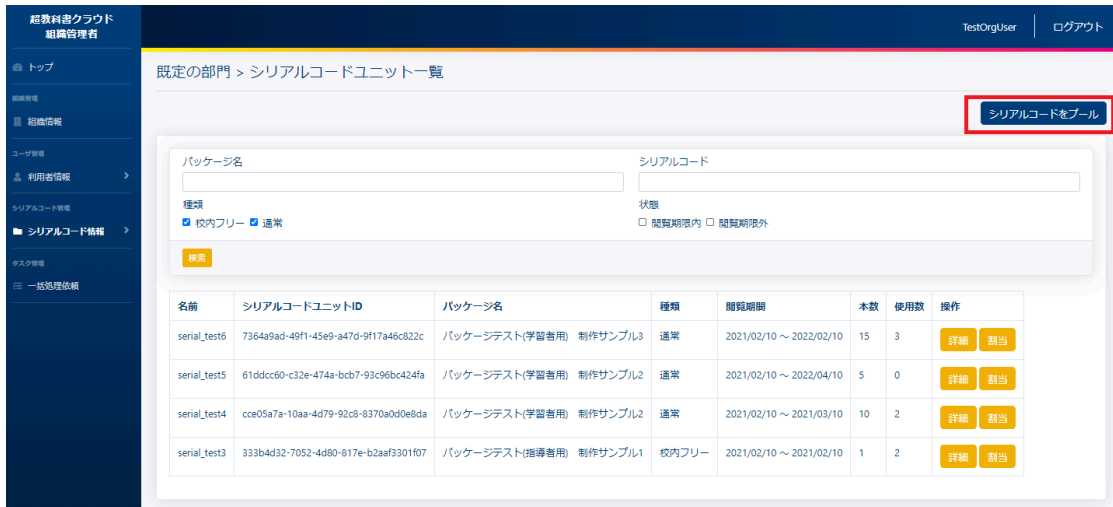 超教科書クラウド
組織管理者
TestOrgUser
ログアウト
トップ
組織管理
組織情報
ユーザ管理
利用者情報
シリアルコード管理
シリアルコード情報
タスク管理
一括処理依頼
既定の部門 > シリアルコードユニット一覧
シリアルコードをプール
パッケージ名 シリアルコード
種類 状態
校内フリー 通常 閲覧期限内 閲覧期限外
検索
名前 シリアルコードユニットID パッケージ名 種類 閲覧期間 本数 使用数 操作
serial_test6 7364a9ad-49f1-45e9-a47d-9f17a46c822c パッケージテスト(学習者用) 制作サンプル3 通常 2021/02/10 ～ 2022/02/10 15 3 詳細 割当
serial_test5 61ddcc60-c32e-474a-bcb7-93c96bc424fa パッケージテスト(学習者用) 制作サンプル2 通常 2021/02/10 ～ 2022/04/10 5 0 詳細 割当
serial_test4 cce05a7a-10aa-4d79-92c8-8370a0d0e8da パッケージテスト(学習者用) 制作サンプル2 通常 2021/02/10 ～ 2021/03/10 10 2 詳細 割当
serial_test3 333b4d32-7052-4d80-817e-b2aaf3301f07 パッケージテスト(指導者用) 制作サンプル1 校内フリー 2021/02/10 ～ 2021/02/10 1 2 詳細 割当